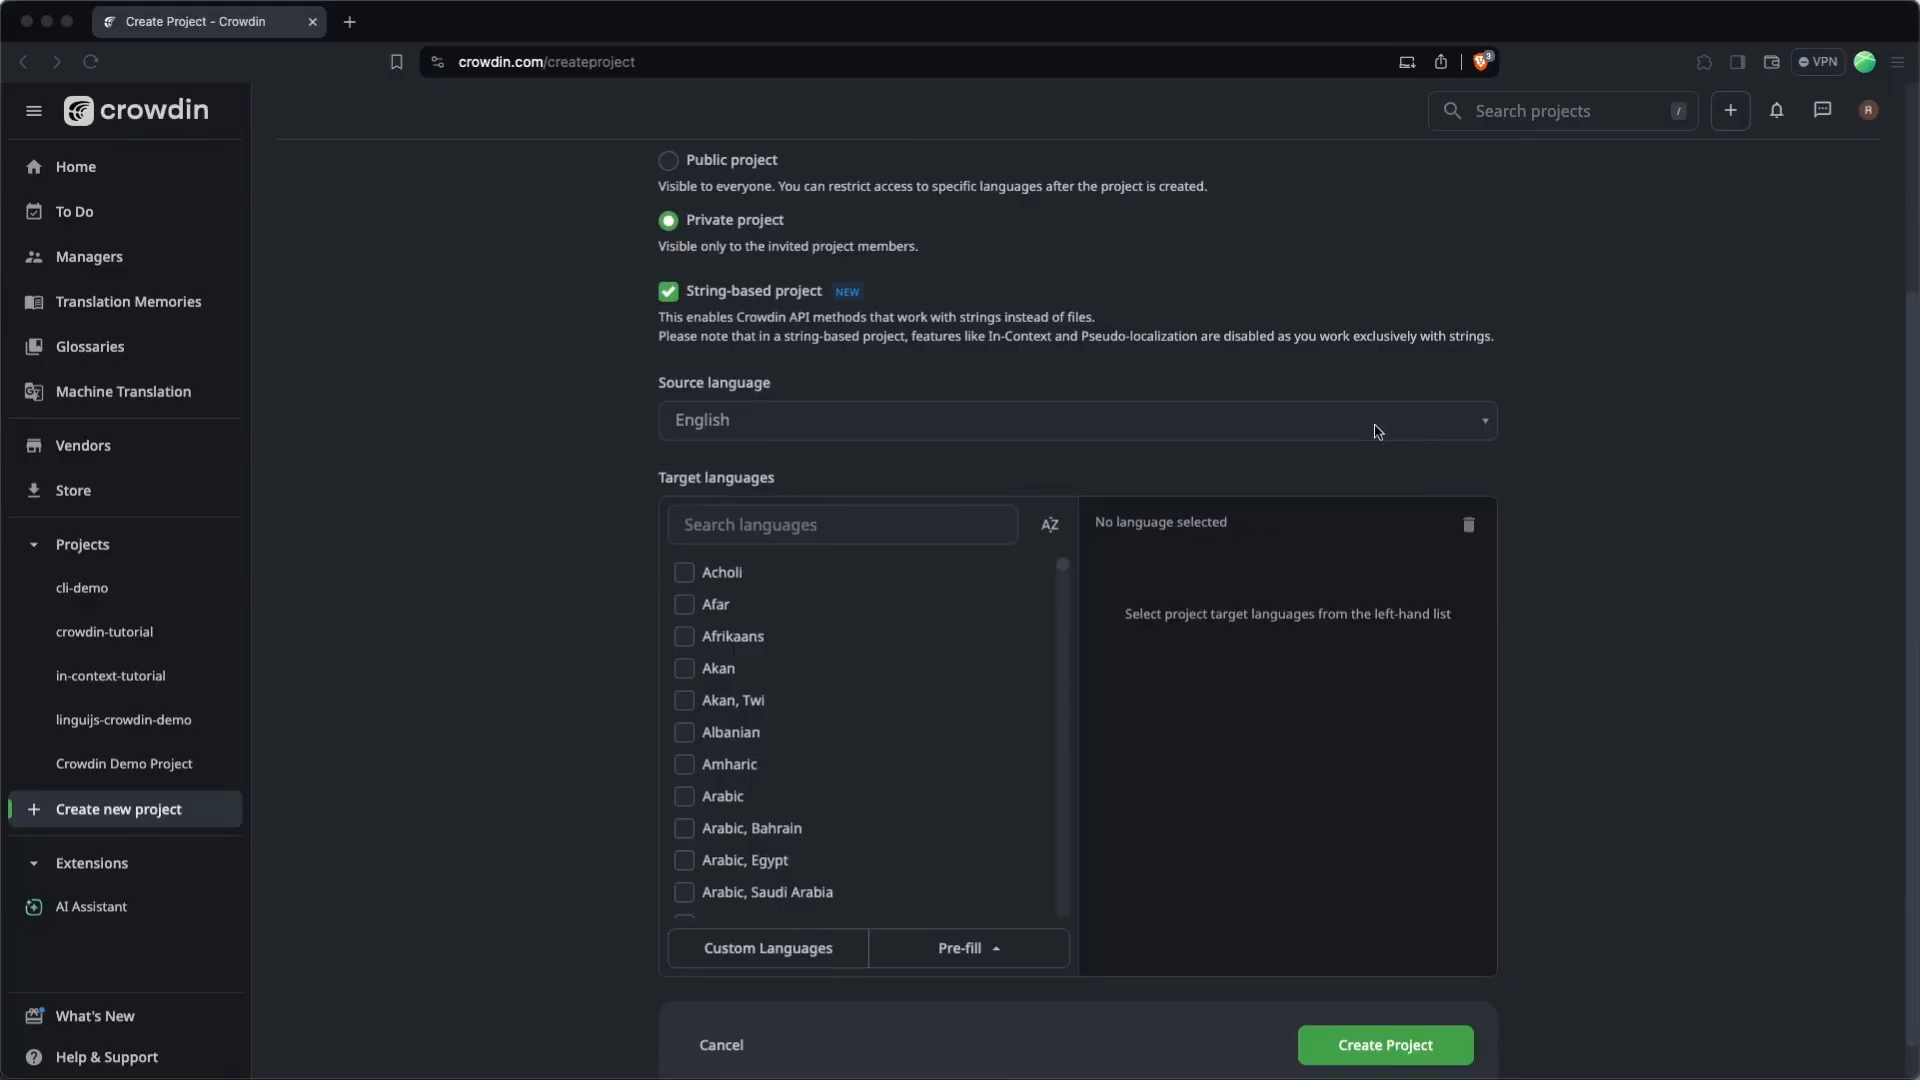 Create Project - Crowdin
crowdin.com/createproject
3
VPN
crowdin
Search projects
/
R
Home
To Do
Managers
Translation Memories
Glossaries
Machine Translation
Vendors
Store
Projects
cli-demo
crowdin-tutorial
in-context-tutorial
linguijs-crowdin-demo
Crowdin Demo Project
Create new project
Extensions
AI Assistant
What's New
Help & Support
Public project
Visible to everyone. You can restrict access to specific languages after the project is created.
Private project
Visible only to the invited project members.
String-based project NEW
This enables Crowdin API methods that work with strings instead of files.
Please note that in a string-based project, features like In-Context and Pseudo-localization are disabled as you work exclusively with strings.
Source language
English
Target languages
Search languages
AZ
No language selected
Acholi
Afar
Select project target languages from the left-hand list
Afrikaans
Akan
Akan, Twi
Albanian
Amharic
Arabic
Arabic, Bahrain
Arabic, Egypt
Arabic, Saudi Arabia
Custom Languages
Pre-fill
Cancel
Create Project